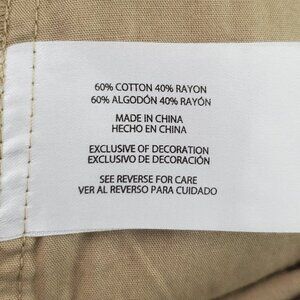 60% COTTON 40% RAYON
60% ALGODÓN 40% RAYÓN
MADE IN CHINA
HECHO EN CHINA
EXCLUSIVE OF DECORATION
EXCLUSIVO DE DECORACIÓN
SEE REVERSE FOR CARE
VER AL REVERSO PARA CUIDADO